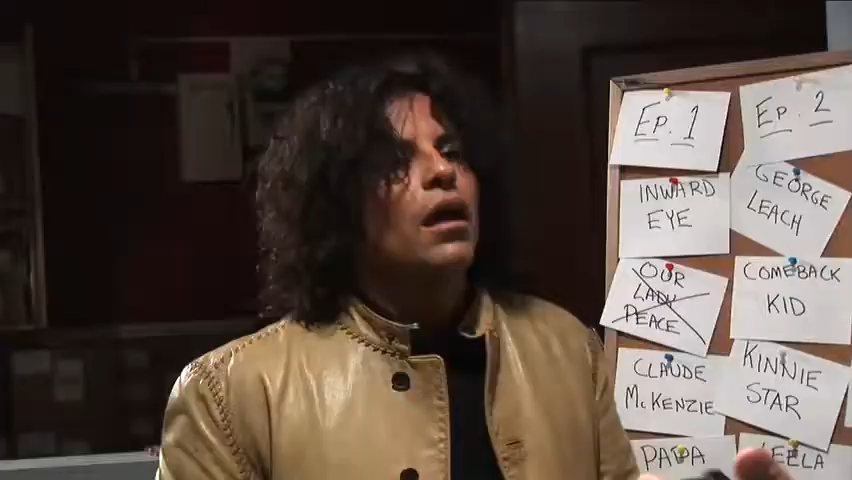 Ep. 1
INWARD
EYE
OUR
LADY
PEACE
CLAUDE
McKENZIE
PAPA
Ep. 2
GEORGE
LEACH
COMEBACK
KID
KINNIE
STAR
LEELA